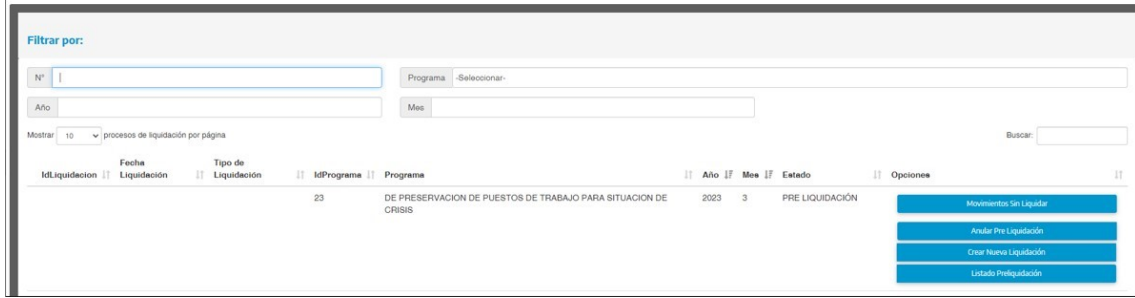 Filtrar por:
N°
Programa -Seleccionar-
Año
Mes
Mostrar 10 procesos de liquidación por página
Buscar:
IdLiquidacion Fecha Liquidación Tipo de Liquidación IdPrograma Programa Año Mes Estado Opciones
23 DE PRESERVACION DE PUESTOS DE TRABAJO PARA SITUACION DE 2023 3 PRE LIQUIDACIÓN Movimientos Sin Liquidar
CRISIS
Anular Pre Liquidación
Crear Nueva Liquidación
Listado Preliquidación